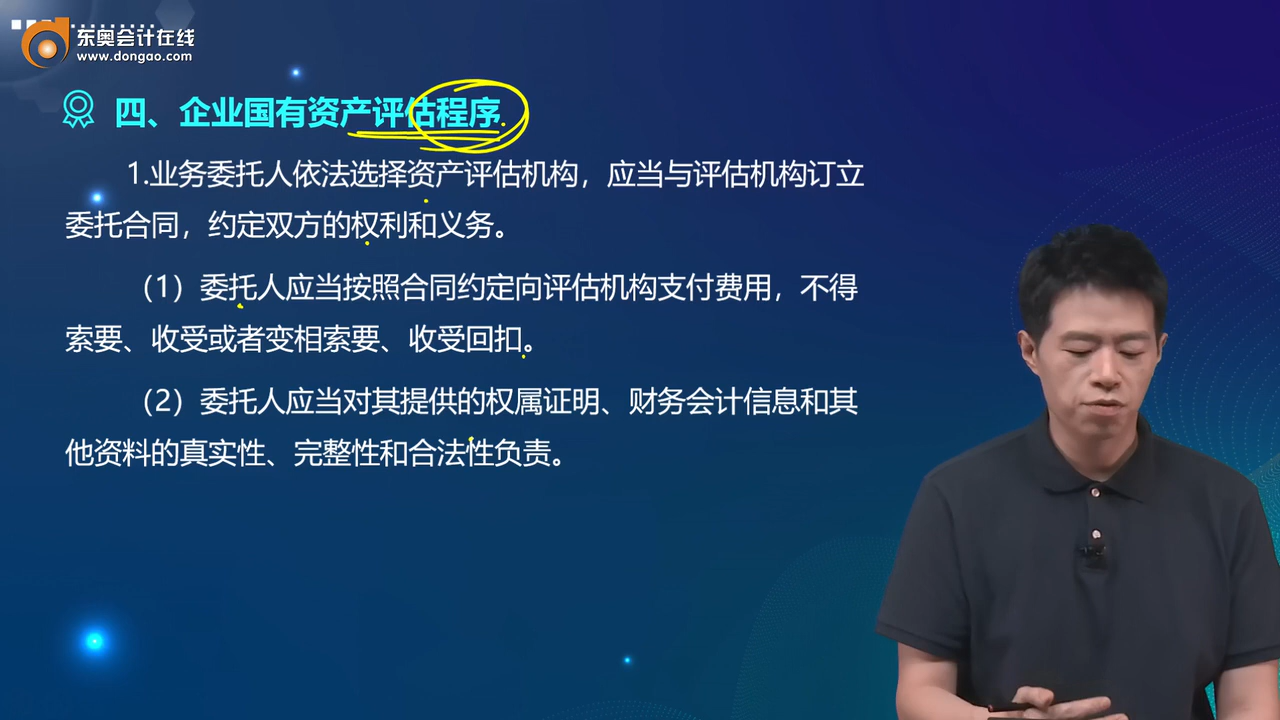 东奥会计在线
www.dongao.com
四、企业国有资产评估程序
1.业务委托人依法选择资产评估机构，应当与评估机构订立
委托合同，约定双方的权利和义务。
（1）委托人应当按照合同约定向评估机构支付费用，不得
索要、收受或者变相索要、收受回扣。
（2）委托人应当对其提供的权属证明、财务会计信息和其
他资料的真实性、完整性和合法性负责。